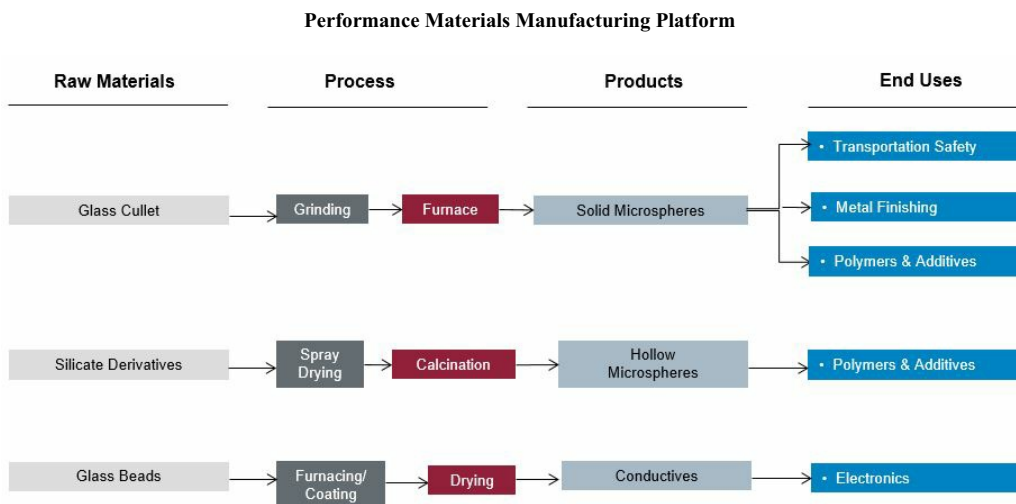 Performance Materials Manufacturing Platform
Raw Materials
Process
Products
End Uses
Glass Cullet
Grinding
Furnace
Solid Microspheres
• Transportation Safety
• Metal Finishing
• Polymers & Additives
Silicate Derivatives
Spray
Drying
Calcination
Hollow
Microspheres
• Polymers & Additives
Glass Beads
Furnacing/
Coating
Drying
Conductives
• Electronics